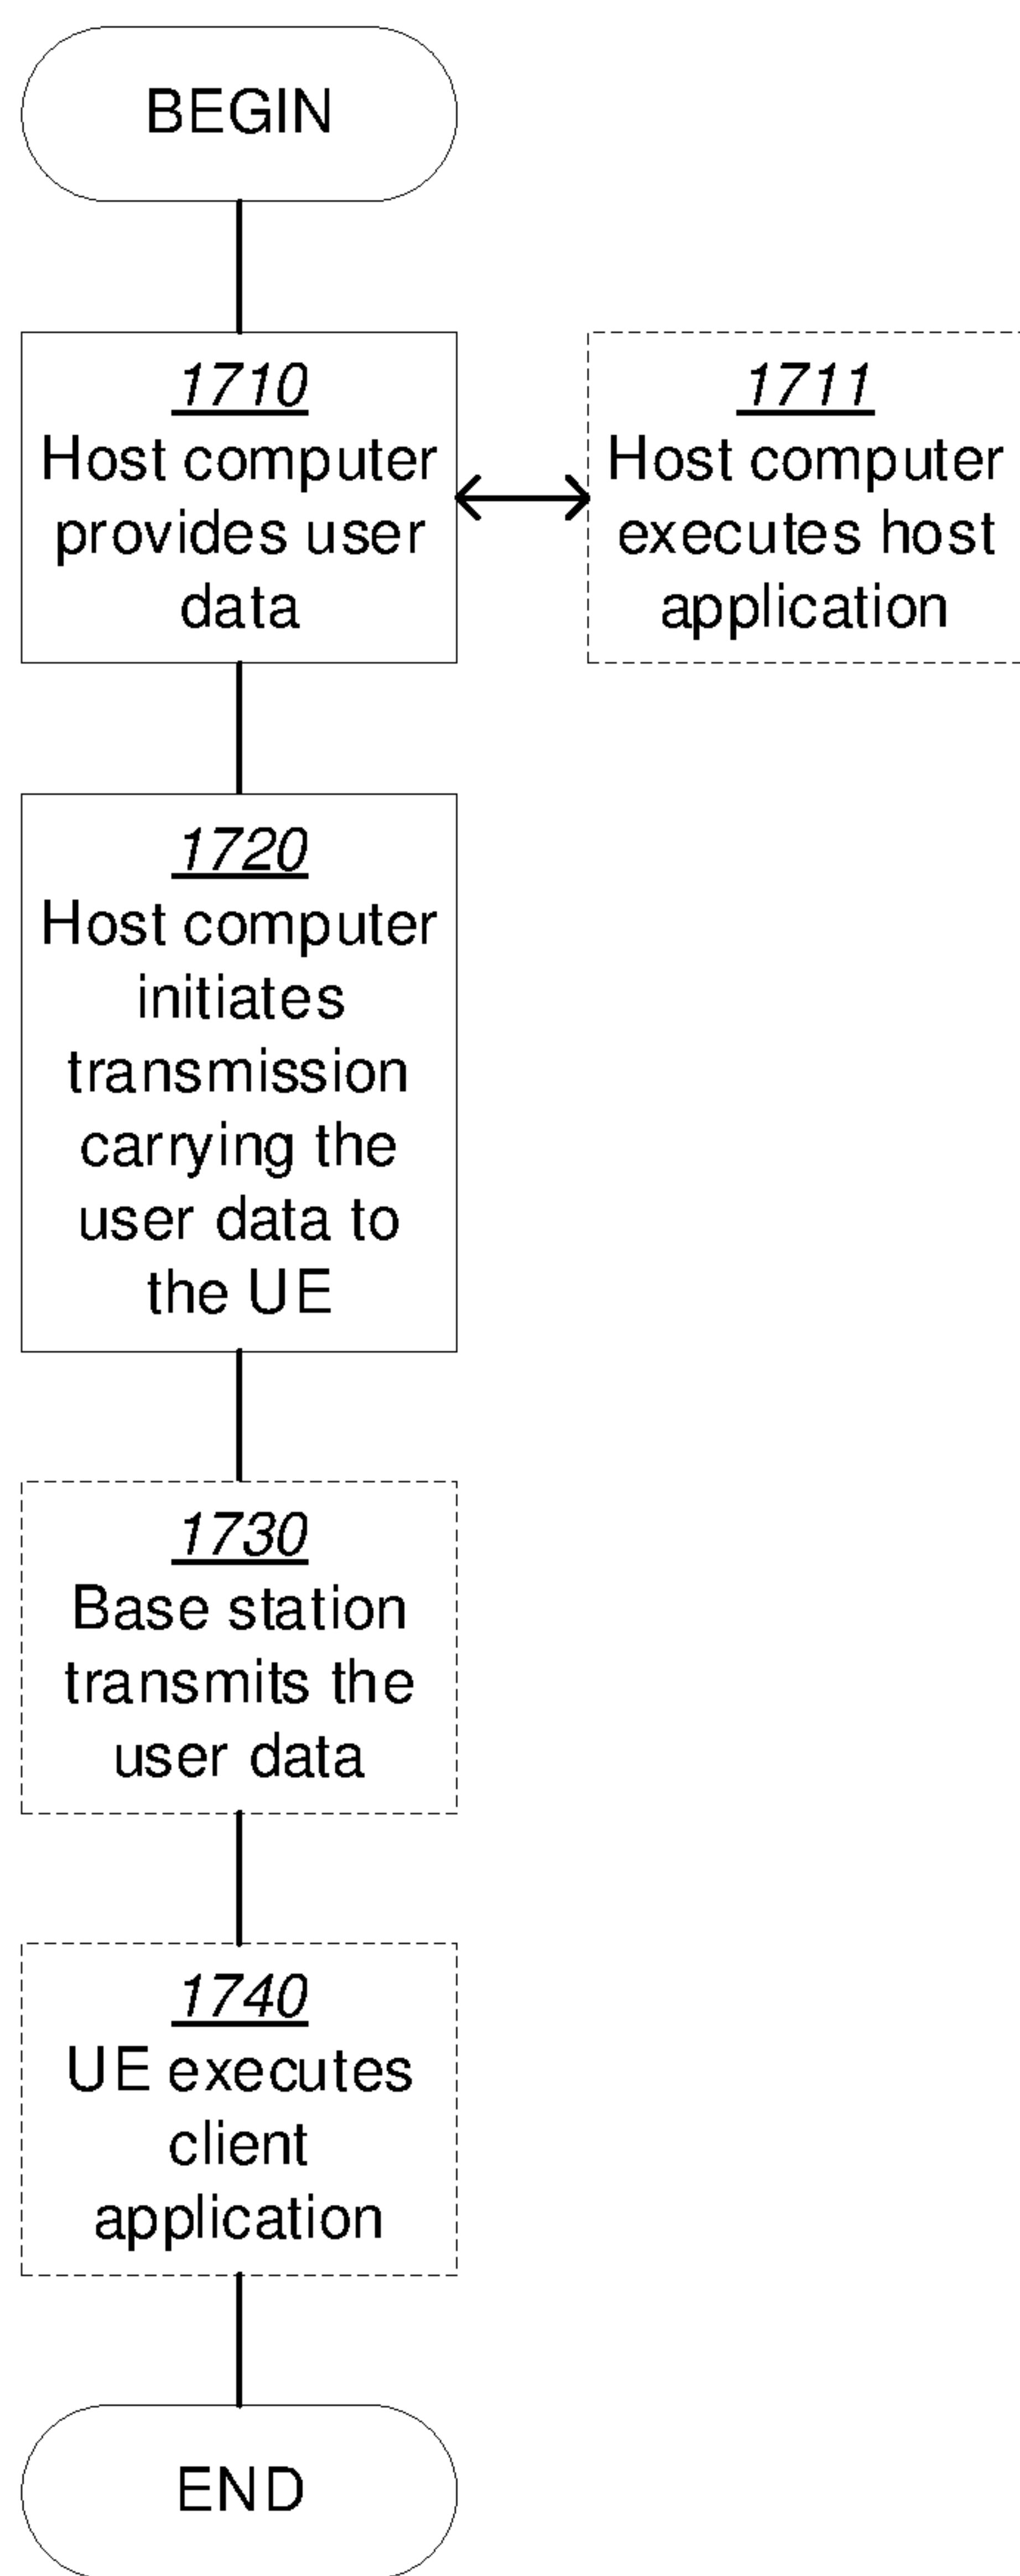 BEGIN
1710
Host computer
provides user
data
1711
Host computer
executes host
application
1720
Host computer
initiates
transmission
carrying the
user data to
the UE
1730
Base station
transmits the
user data
1740
UE executes
client
application
END